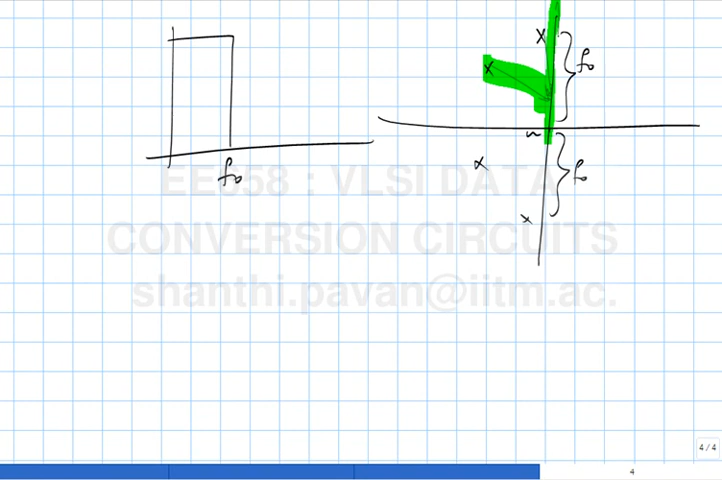 x
x
f₀
x
x
f₀
f₀
EE658 : VLSI DATA
CONVERSION CIRCUITS
shanthi.pavan@iitm.ac.
4/4
4